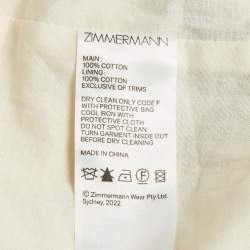 ZIMMERMANN
MAIN :
100% COTTON
LINING :
100% COTTON
EXCLUSIVE OF TRIMS
DRY CLEAN ONLY CODE F
WITH PROTECTIVE BAG
COOL IRON WITH
PROTECTIVE CLOTH
DO NOT SPOT CLEAN
TURN GARMENT INSIDE OUT
BEFORE DRY CLEANING
MADE IN CHINA
© Zimmermann Wear Pty Ltd.
Sydney, 2022.